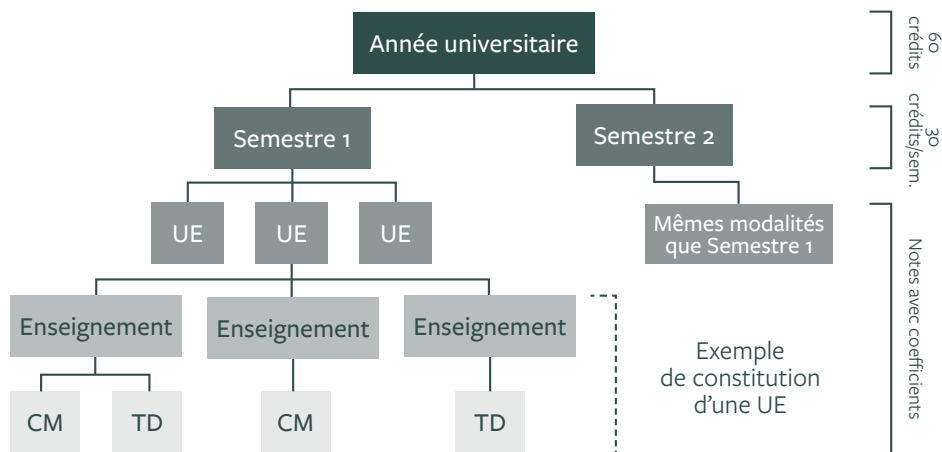 Année universitaire
60
crédits
Semestre 1
Semestre 2
30
crédits/sem.
UE
UE
UE
Mêmes modalités
que Semestre 1
Notes avec coefficients
Enseignement
Enseignement
Enseignement
Exemple
de constitution
d'une UE
CM
TD
CM
TD